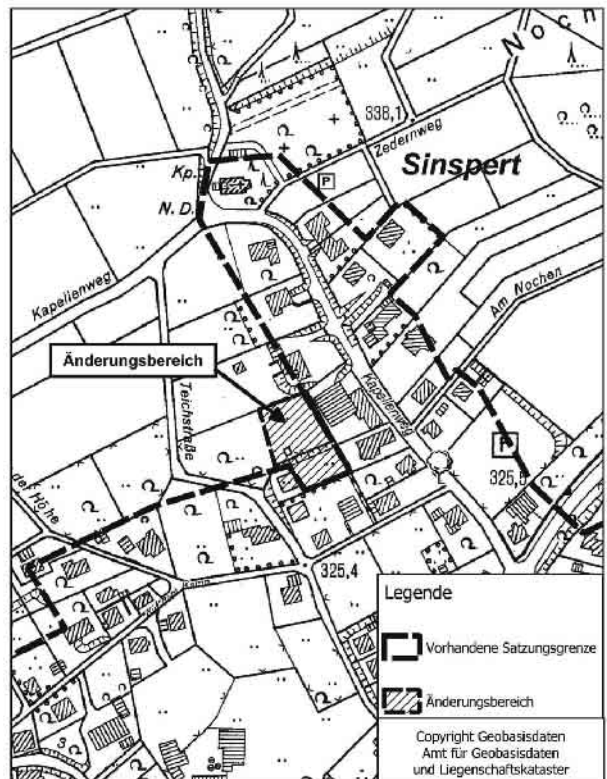 Noch
338,1
Zedernweg
P
Sinspert
Kp.
N. D.
Kapellenweg
Am Nochen
Änderungsbereich
Teichstraße
Kapellenweg
P
325,5
der Höhe
325,4
Legende
Vorhandene Satzungsgrenze
Änderungsbereich
Copyright Geobasisdaten
Amt für Geobasisdaten
und Liegenschaftskataster